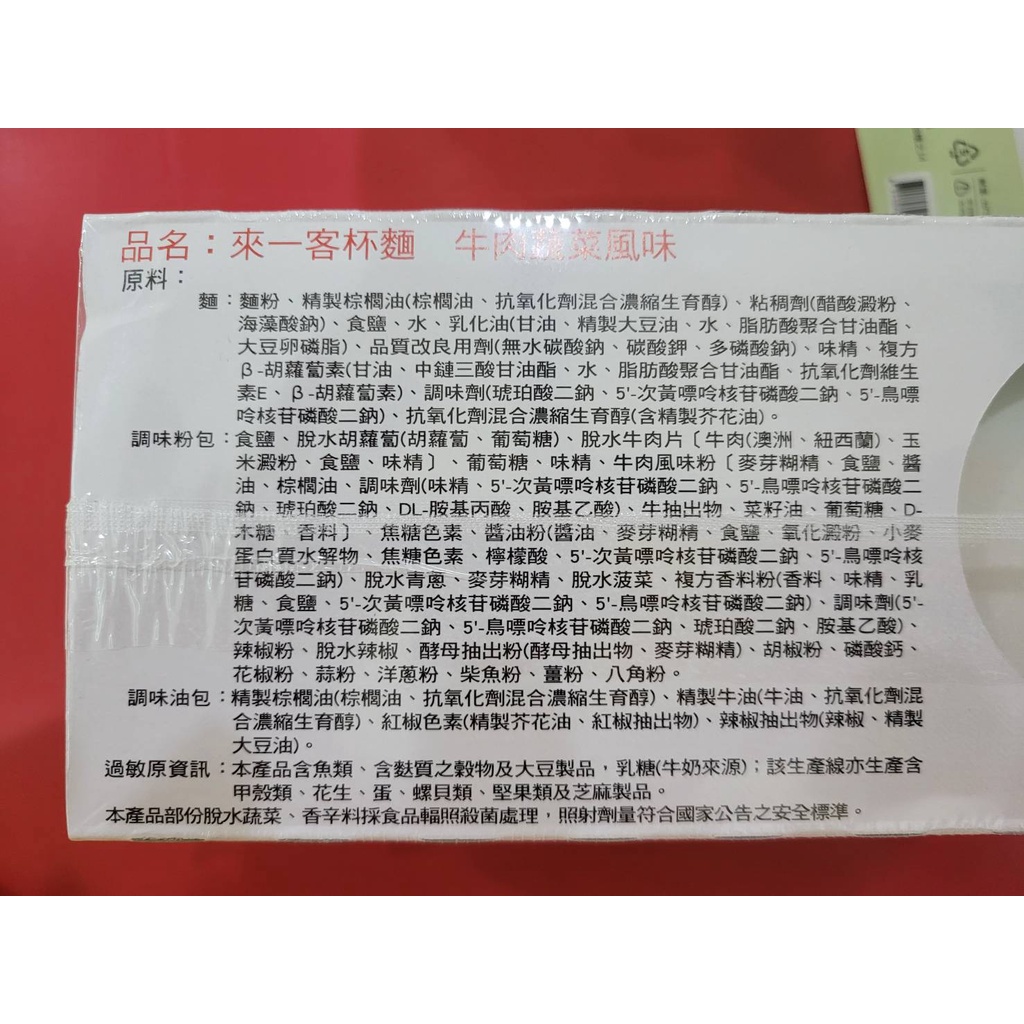 品名：來一客杯麵 牛肉蔬菜風味
原料：
麵：麵粉、精製棕櫚油(棕櫚油、抗氧化劑混合濃縮生育醇)、粘稠劑(醋酸澱粉、
海藻酸鈉)、食鹽、水、乳化油(甘油、精製大豆油、水、脂肪酸聚合甘油酯、
大豆卵磷脂)、品質改良用劑(無水碳酸鈉、碳酸鉀、多磷酸鈉)、味精、複方
β-胡蘿蔔素(甘油、中鏈三酸甘油酯、水、脂肪酸聚合甘油酯、抗氧化劑維生
素E、β-胡蘿蔔素)、調味劑(琥珀酸二鈉、5'-次黃嘌呤核苷磷酸二鈉、5'-鳥嘌
呤核苷磷酸二鈉)、抗氧化劑混合濃縮生育醇(含精製芥花油)。
調味粉包：食鹽、脫水胡蘿蔔(胡蘿蔔、葡萄糖)、脫水牛肉片〔牛肉(澳洲、紐西蘭)、玉
米澱粉、食鹽、味精〕、葡萄糖、味精、牛肉風味粉〔麥芽糊精、食鹽、醬
油、棕櫚油、調味劑(味精、5'-次黃嘌呤核苷磷酸二鈉、5'-鳥嘌呤核苷磷酸二
鈉、琥珀酸二鈉、DL-胺基丙酸、胺基乙酸)、牛抽出物、菜籽油、葡萄糖、D-
木糖、香料〕、焦糖色素、醬油粉(醬油、麥芽糊精、食鹽、氧化澱粉、小麥
蛋白質水解物、焦糖色素、檸檬酸、5'-次黃嘌呤核苷磷酸二鈉、5'-鳥嘌呤核
苷磷酸二鈉)、脫水青蔥、麥芽糊精、脫水菠菜、複方香料粉(香料、味精、乳
糖、食鹽、5'-次黃嘌呤核苷磷酸二鈉、5'-鳥嘌呤核苷磷酸二鈉)、調味劑(5'-
次黃嘌呤核苷磷酸二鈉、5'-鳥嘌呤核苷磷酸二鈉、琥珀酸二鈉、胺基乙酸)、
辣椒粉、脫水辣椒、酵母抽出粉(酵母抽出物、麥芽糊精)、胡椒粉、磷酸鈣、
花椒粉、蒜粉、洋蔥粉、柴魚粉、薑粉、八角粉。
調味油包：精製棕櫚油(棕櫚油、抗氧化劑混合濃縮生育醇)、精製牛油(牛油、抗氧化劑混
合濃縮生育醇)、紅椒色素(精製芥花油、紅椒抽出物)、辣椒抽出物(辣椒、精製
大豆油)。
過敏原資訊：本產品含魚類、含麩質之穀物及大豆製品，乳糖(牛奶來源)；該生產線亦生產含
甲殼類、花生、蛋、螺貝類、堅果類及芝麻製品。
本產品部份脫水蔬菜、香辛料採食品輻照殺菌處理，照射劑量符合國家公告之安全標準。